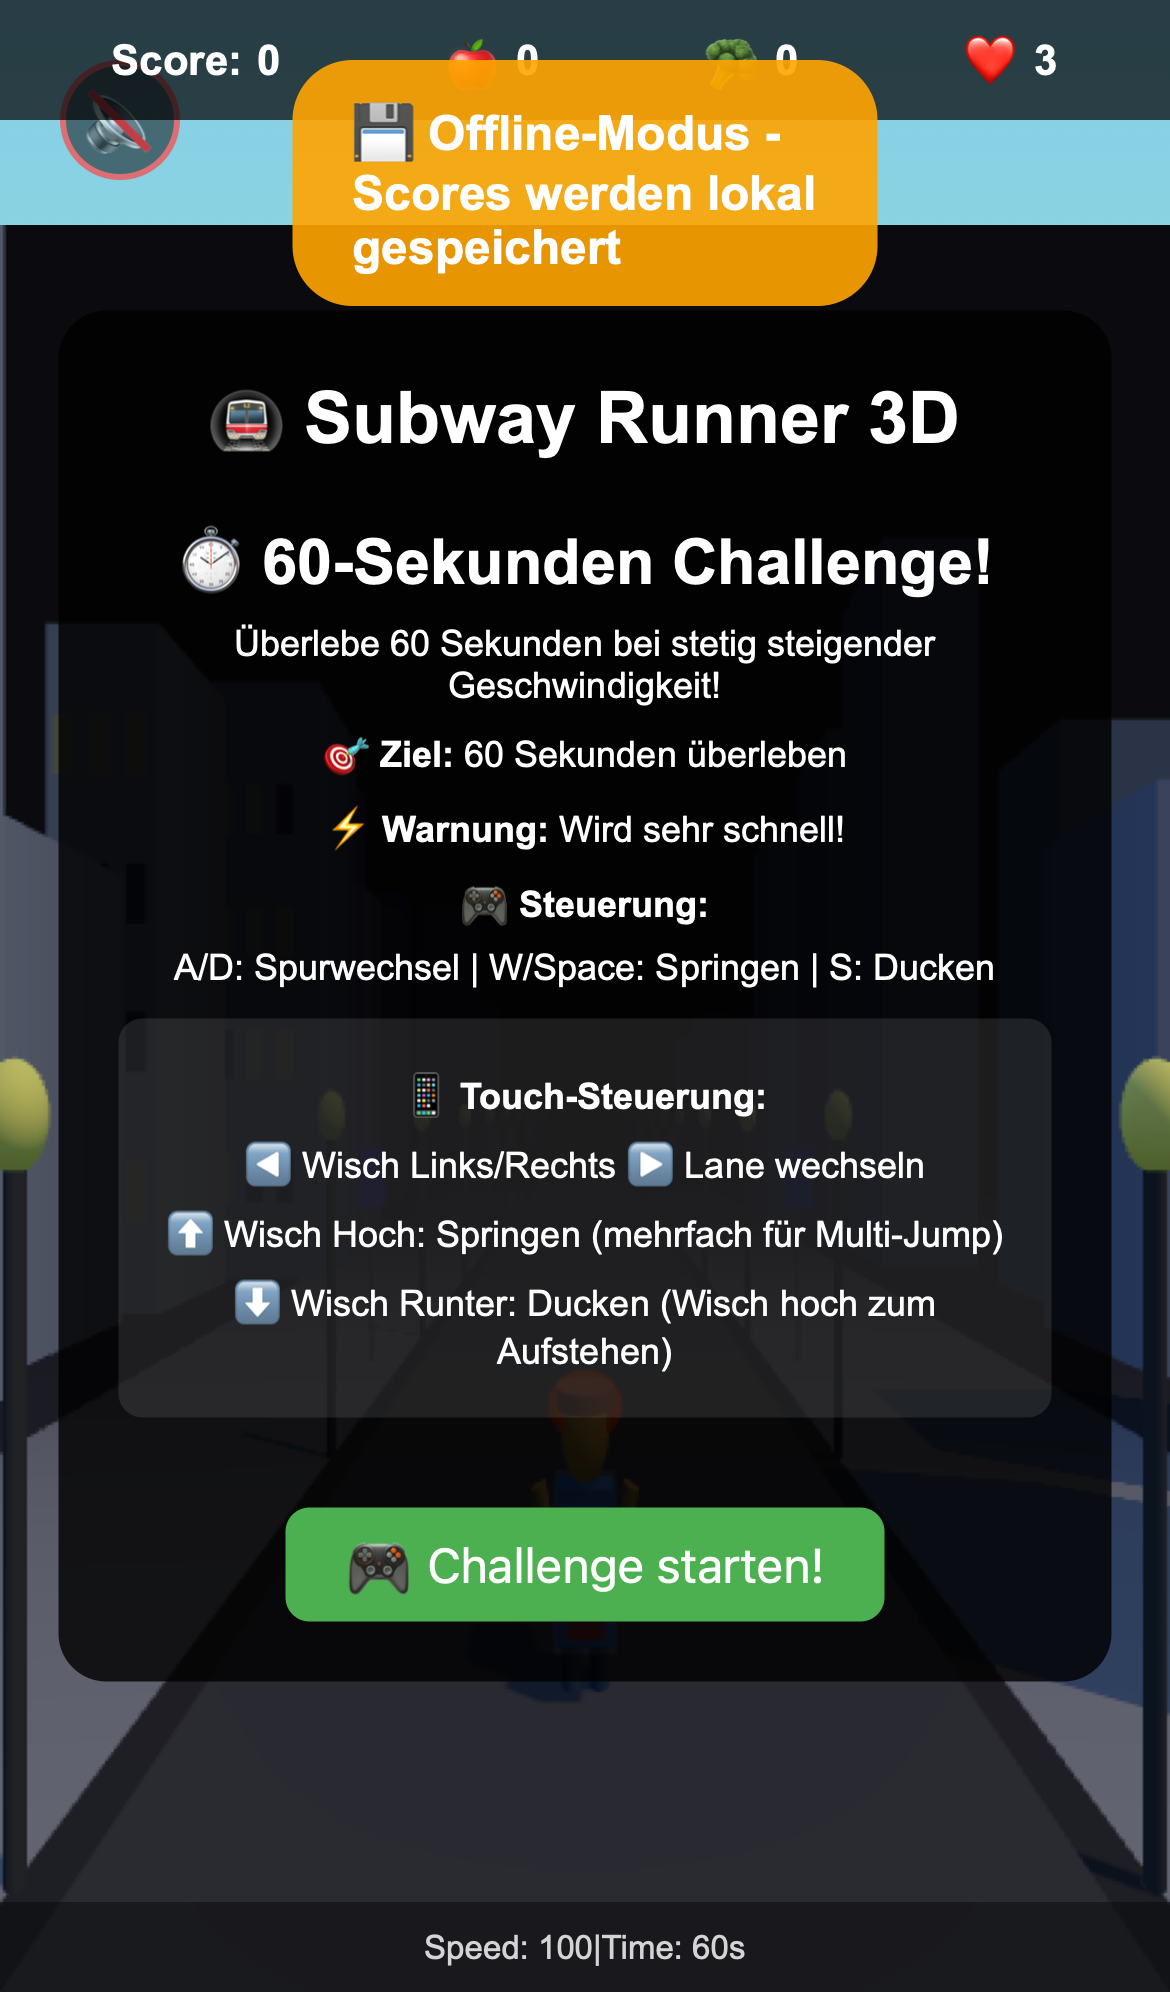 Score: 0 0 0 3
Offline-Modus -
Scores werden lokal
gespeichert
Subway Runner 3D
60-Sekunden Challenge!
Überlebe 60 Sekunden bei stetig steigender
Geschwindigkeit!
Ziel: 60 Sekunden überleben
Warnung: Wird sehr schnell!
Steuerung:
A/D: Spurwechsel | W/Space: Springen | S: Ducken
Touch-Steuerung:
Wisch Links/Rechts Lane wechseln
Wisch Hoch: Springen (mehrfach für Multi-Jump)
Wisch Runter: Ducken (Wisch hoch zum
Aufstehen)
Challenge starten!
Speed: 100|Time: 60s